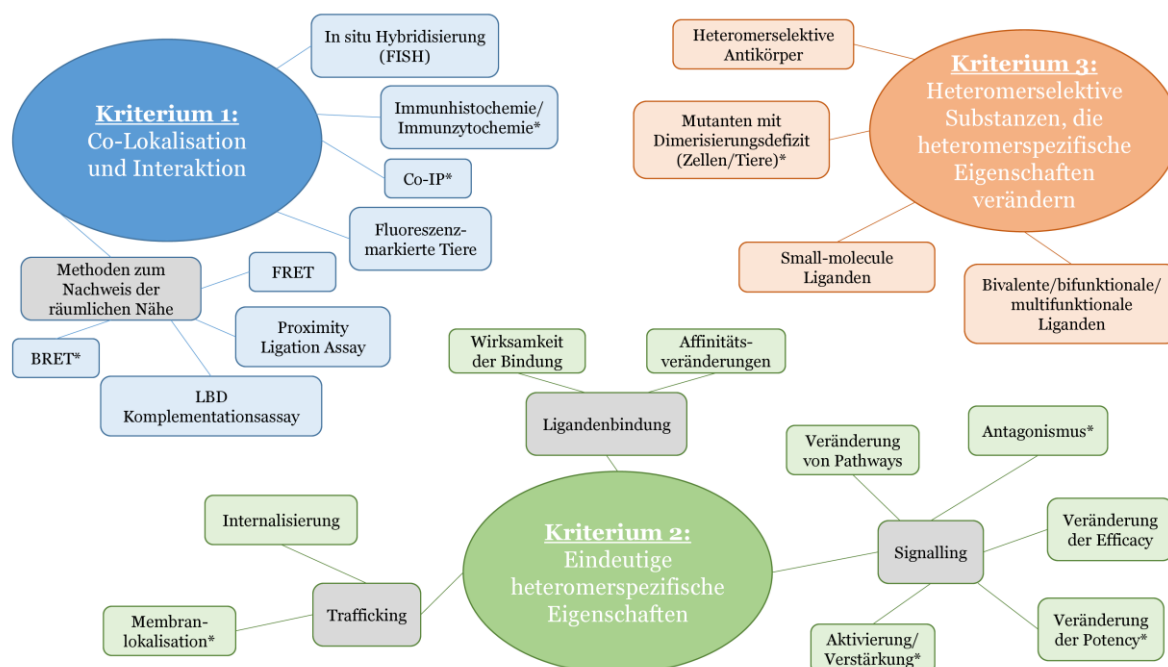 Kriterium 1:
Co-Lokalisation
und Interaktion
In situ Hybridisierung
(FISH)
Immunhistochemie/
Immunzytochemie*
Co-IP*
Fluoreszenz-
markierte Tiere
Methoden zum
Nachweis der
räumlichen Nähe
FRET
Proximity
Ligation Assay
LBD
Komplementationsassay
BRET*
Kriterium 3:
Heteromerselektive
Substanzen, die
heteromerspezifische
Eigenschaften
verändern
Heteromerselektive
Antikörper
Mutanten mit
Dimerisierungsdefizit
(Zellen/Tiere)*
Small-molecule
Liganden
Bivalente/bifunktionale/
multifunktionale
Liganden
Kriterium 2:
Eindeutige
heteromerspezifische
Eigenschaften
Ligandenbindung
Wirksamkeit
der Bindung
Affinitäts-
veränderungen
Trafficking
Internalisierung
Membran-
lokalisation*
Signalling
Veränderung
von Pathways
Antagonismus*
Veränderung
der Efficacy
Veränderung
der Potency*
Aktivierung/
Verstärkung*